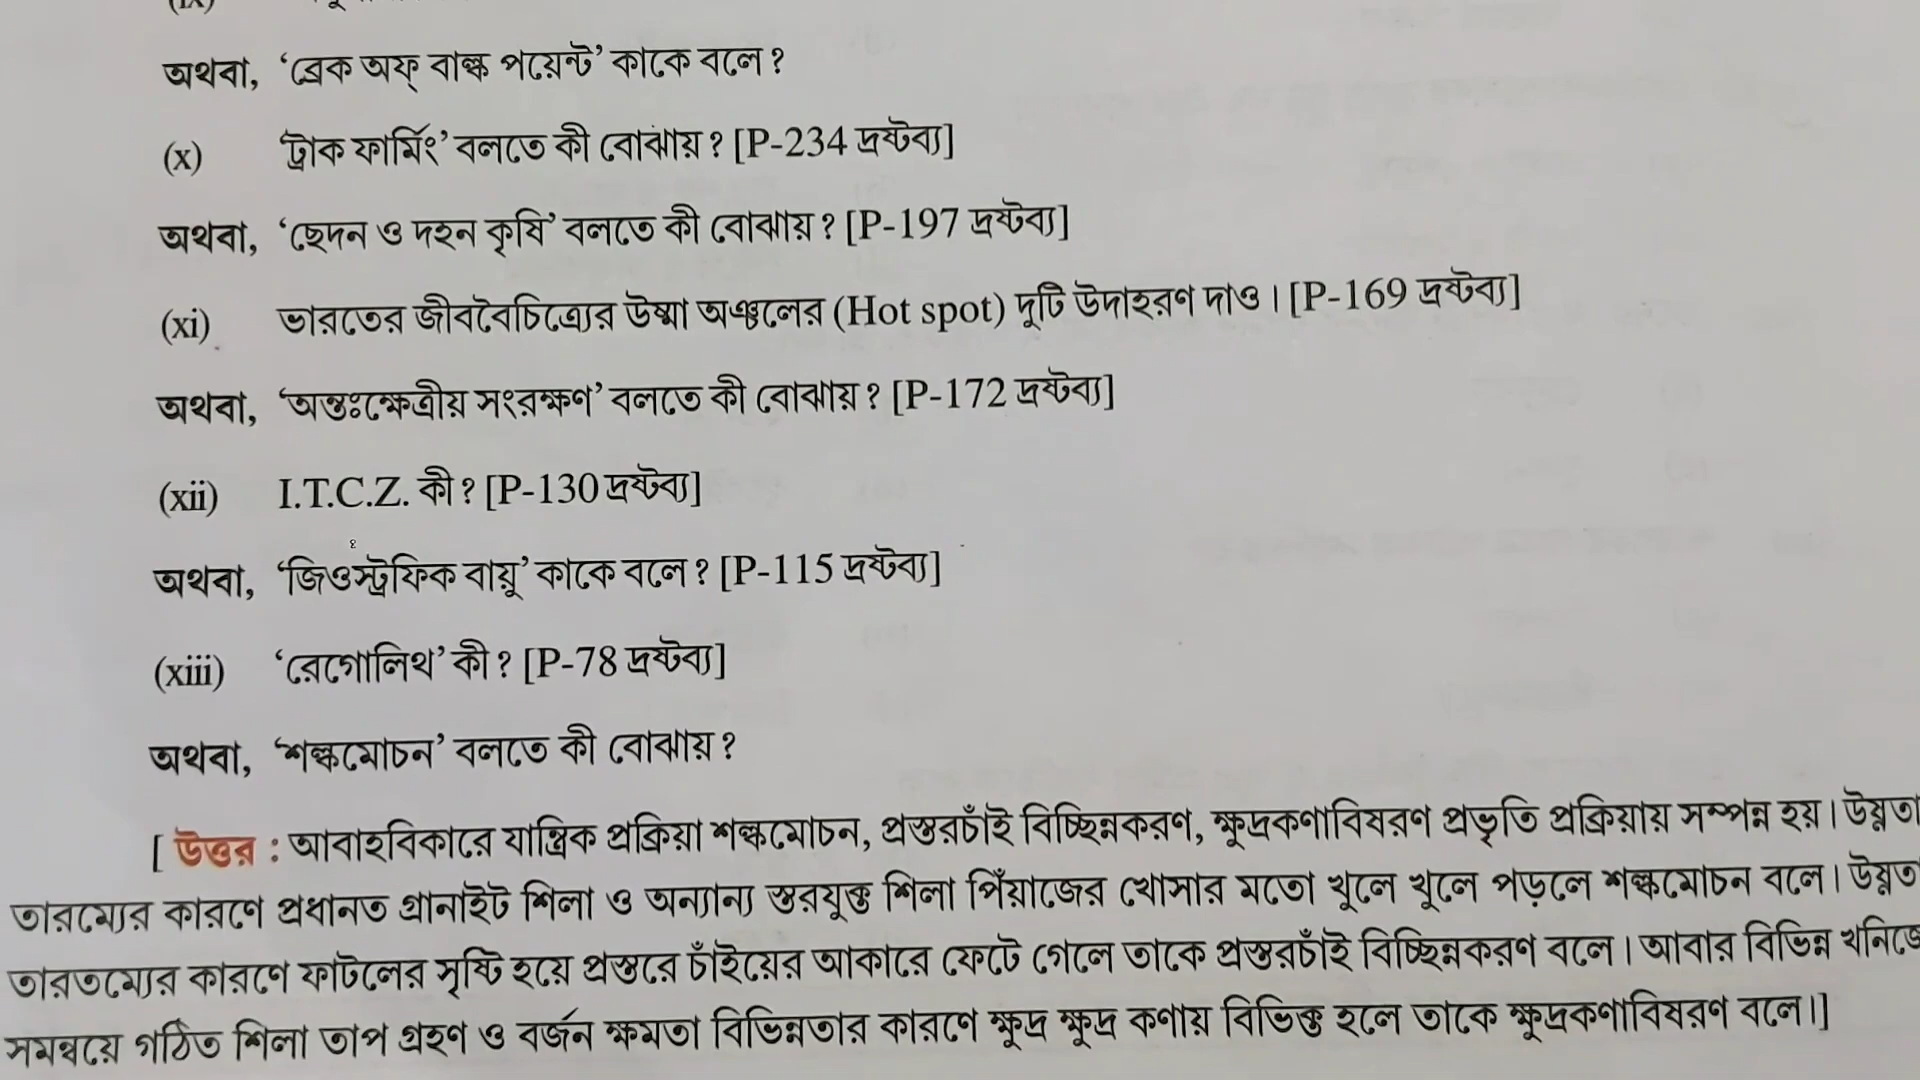 (ix)
অথবা, ‘ব্রেক অফ্ বাল্ক পয়েন্ট’ কাকে বলে ?
(x) ‘ট্রাক ফার্মিং’ বলতে কী বোঝায় ? [P-234 দ্রষ্টব্য]
অথবা, ‘ছেদন ও দহন কৃষি’ বলতে কী বোঝায় ? [P-197 দ্রষ্টব্য]
(xi) ভারতের জীববৈচিত্র্যের উষ্মা অঞ্চলের (Hot spot) দুটি উদাহরণ দাও। [P-169 দ্রষ্টব্য]
অথবা, ‘অন্তঃক্ষেত্রীয় সংরক্ষণ’ বলতে কী বোঝায় ? [P-172 দ্রষ্টব্য]
(xii) I.T.C.Z. কী ? [P-130 দ্রষ্টব্য]
অথবা, ‘জিওস্ট্রফিক বায়ু’ কাকে বলে ? [P-115 দ্রষ্টব্য]
(xiii) ‘রেগোলিথ’ কী ? [P-78 দ্রষ্টব্য]
অথবা, ‘শল্কমোচন’ বলতে কী বোঝায় ?
[ উত্তর : আবাহবিকারে যান্ত্রিক প্রক্রিয়া শল্কমোচন, প্রস্তরচাঁই বিচ্ছিন্নকরণ, ক্ষুদ্রকণাবিষরণ প্রভৃতি প্রক্রিয়ায় সম্পন্ন হয়। উষ্ণতা
তারম্যের কারণে প্রধানত গ্রানাইট শিলা ও অন্যান্য স্তরযুক্ত শিলা পিঁয়াজের খোসার মতো খুলে খুলে পড়লে শল্কমোচন বলে। উষ্ণতা
তারতম্যের কারণে ফাটলের সৃষ্টি হয়ে প্রস্তরে চাঁইয়ের আকারে ফেটে গেলে তাকে প্রস্তরচাঁই বিচ্ছিন্নকরণ বলে। আবার বিভিন্ন খনিজে
সমন্বয়ে গঠিত শিলা তাপ গ্রহণ ও বর্জন ক্ষমতা বিভিন্নতার কারণে ক্ষুদ্র ক্ষুদ্র কণায় বিভিক্ত হলে তাকে ক্ষুদ্রকণাবিষরণ বলে।]